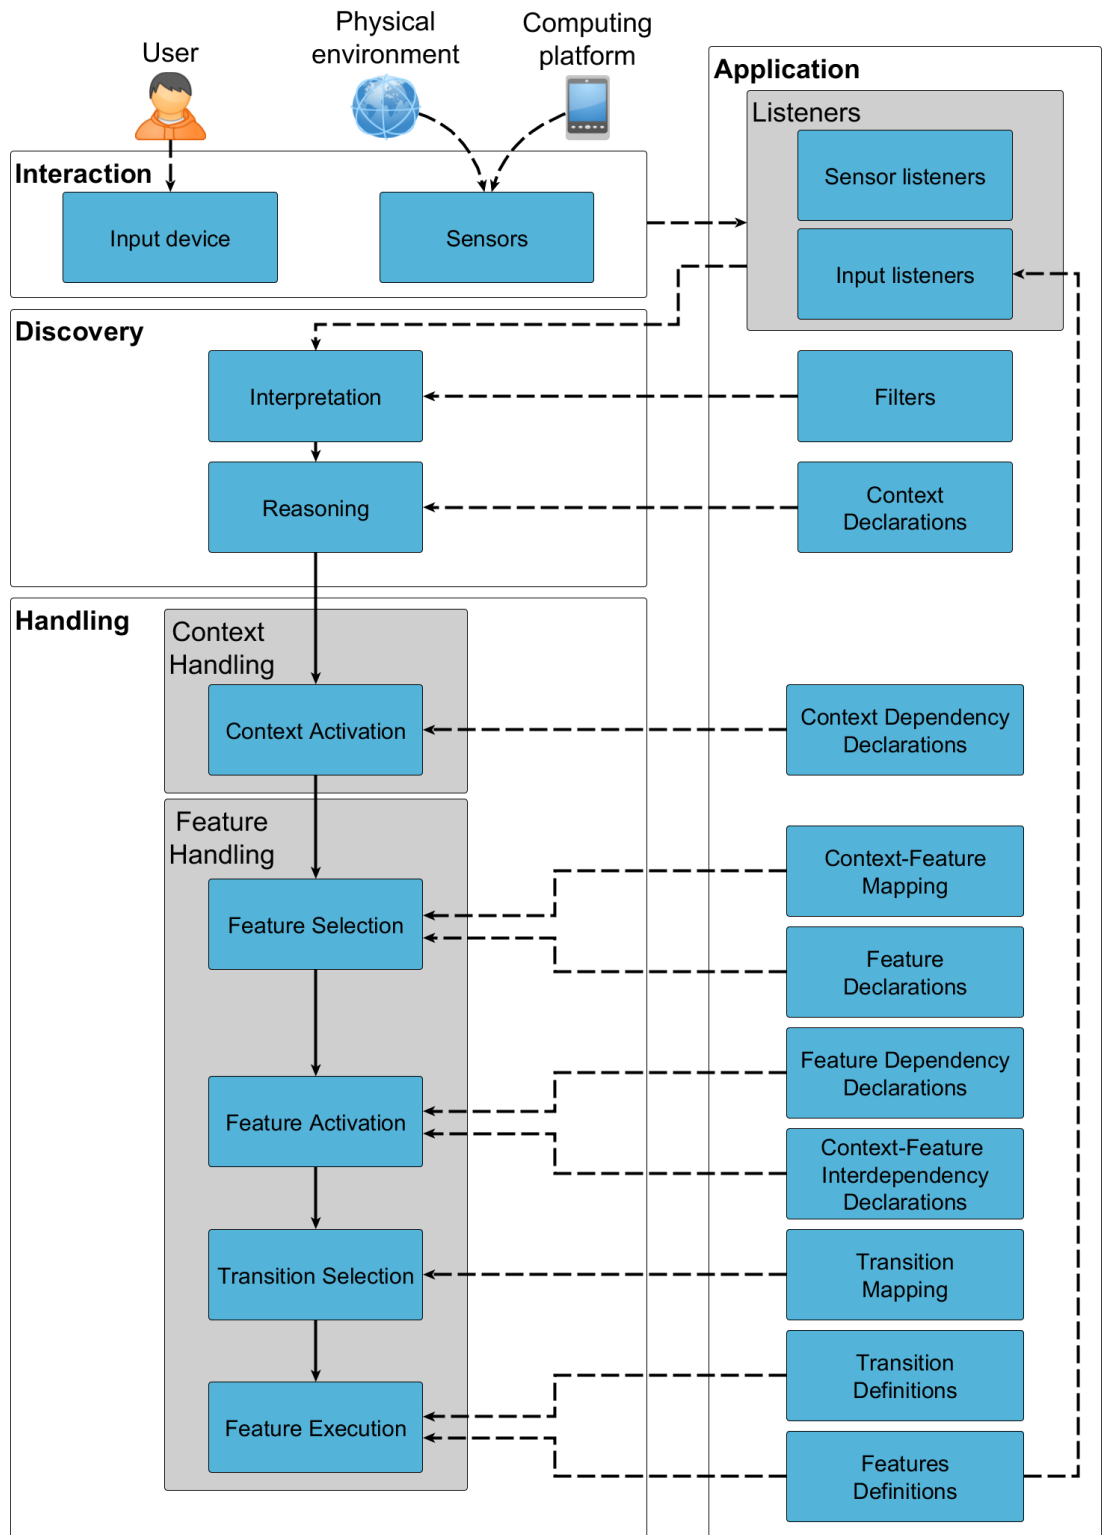 User
Physical
environment
Computing
platform
Interaction
Input device
Sensors
Application
Listeners
Sensor listeners
Input listeners
Discovery
Interpretation
Filters
Reasoning
Context
Declarations
Handling
Context
Handling
Context Activation
Context Dependency
Declarations
Feature
Handling
Feature Selection
Context-Feature
Mapping
Feature
Declarations
Feature Activation
Feature Dependency
Declarations
Context-Feature
Interdependency
Declarations
Transition Selection
Transition
Mapping
Feature Execution
Transition
Definitions
Features
Definitions